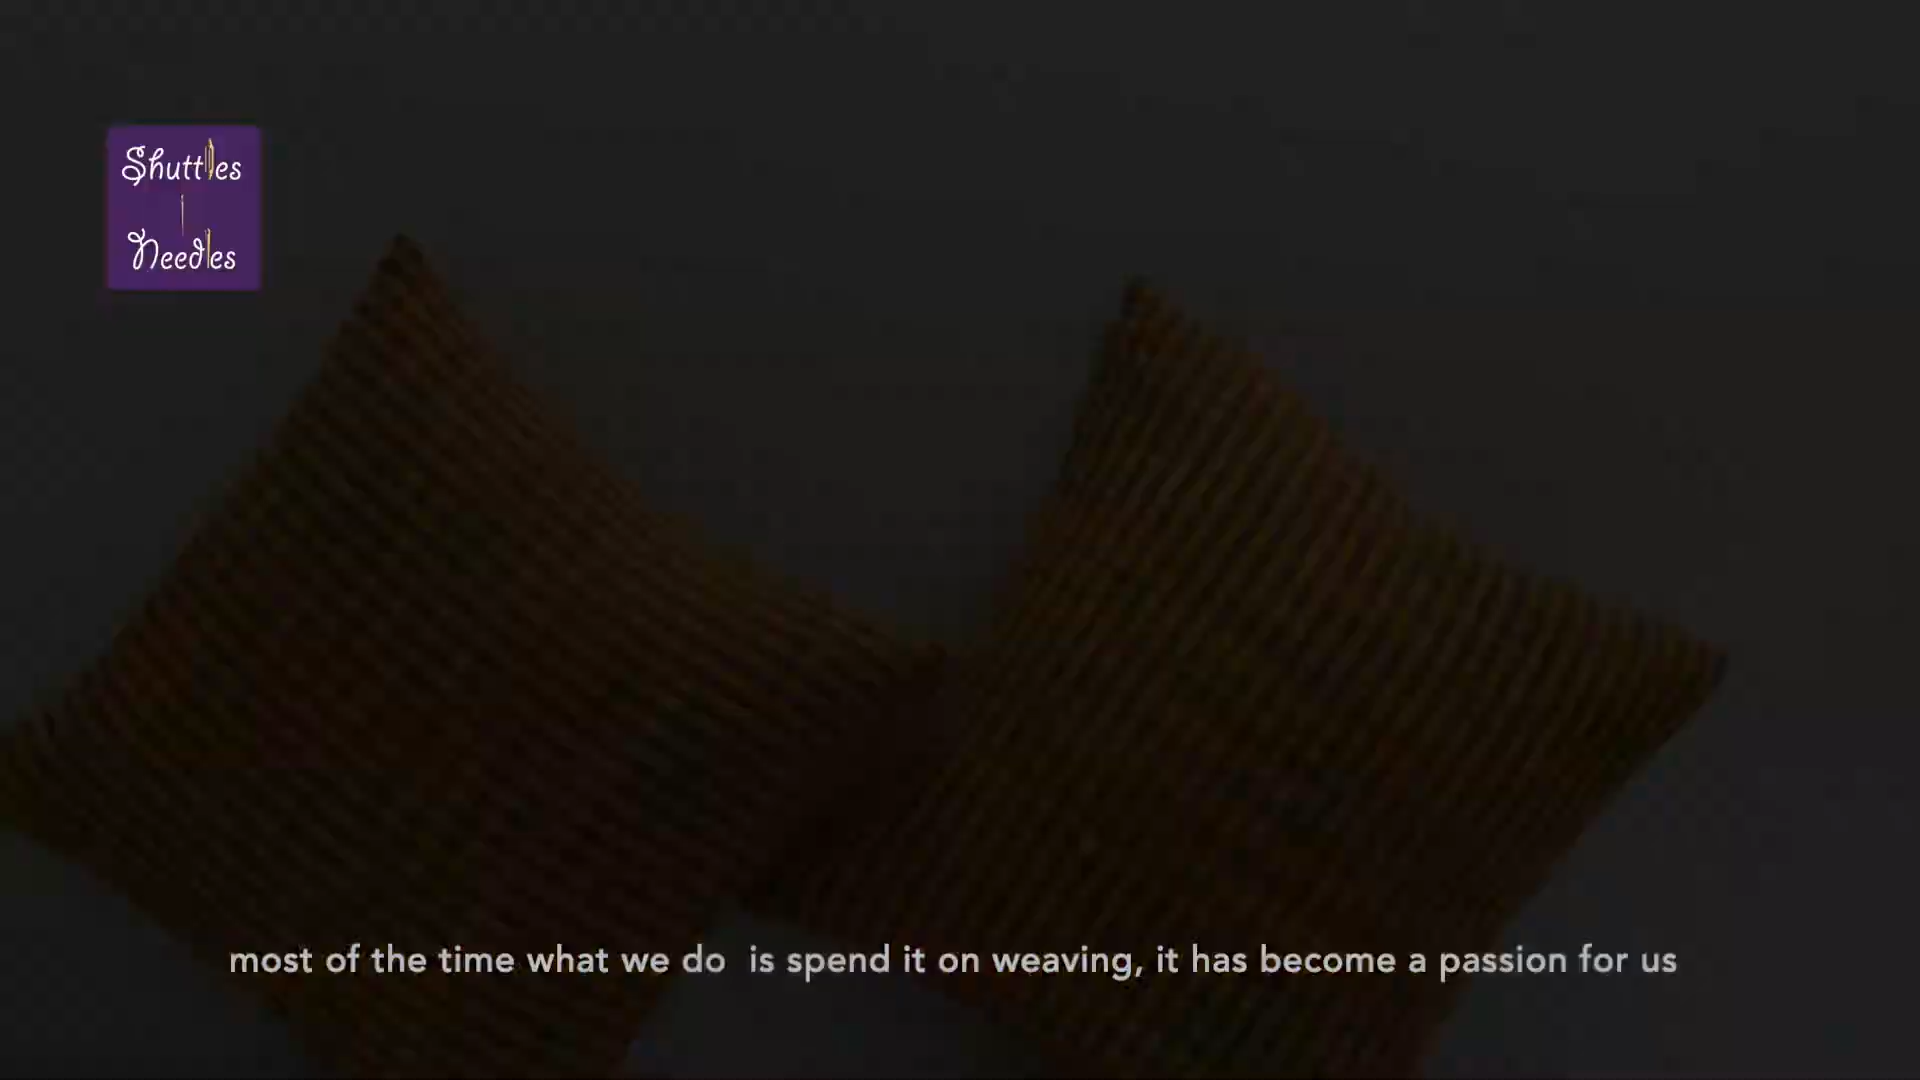 Shuttles
Needles
most of the time what we do  is spend it on weaving, it has become a passion for us